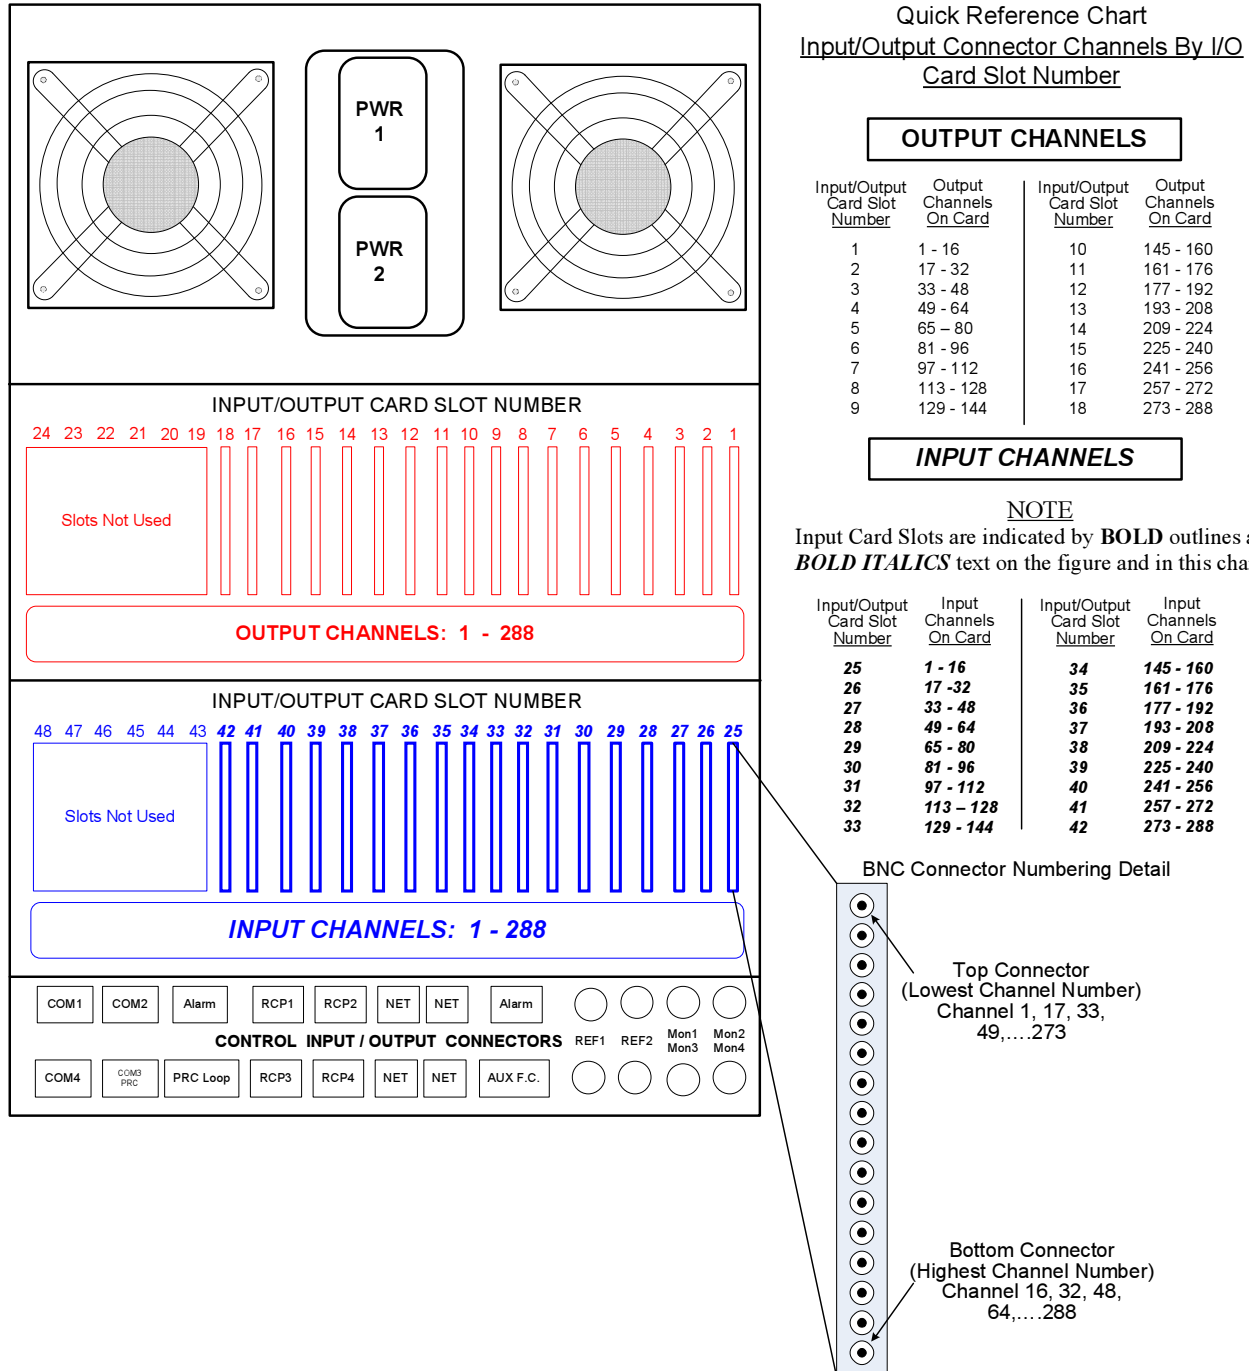 Quick Reference Chart
Input/Output Connector Channels By I/O
Card Slot Number
PWR
1
PWR
2
OUTPUT CHANNELS
Input/Output Output Input/Output Output
Card Slot Channels Card Slot Channels
Number On Card Number On Card
1 1 - 16 10 145 - 160
2 17 - 32 11 161 - 176
3 33 - 48 12 177 - 192
4 49 - 64 13 193 - 208
5 65 – 80 14 209 - 224
6 81 - 96 15 225 - 240
7 97 - 112 16 241 - 256
8 113 - 128 17 257 - 272
9 129 - 144 18 273 - 288
INPUT/OUTPUT CARD SLOT NUMBER
24 23 22 21 20 19 18 17 16 15 14 13 12 11 10 9 8 7 6 5 4 3 2 1
Slots Not Used
OUTPUT CHANNELS: 1 - 288
INPUT CHANNELS
NOTE
Input Card Slots are indicated by BOLD outlines
BOLD ITALICS text on the figure and in this
Input/Output Input Input/Output Input
Card Slot Channels Card Slot Channels
Number On Card Number On Card
25 1 - 16 34 145 - 160
26 17 -32 35 161 - 176
27 33 - 48 36 177 - 192
28 49 - 64 37 193 - 208
29 65 - 80 38 209 - 224
30 81 - 96 39 225 - 240
31 97 - 112 40 241 - 256
32 113 – 128 41 257 - 272
33 129 - 144 42 273 - 288
INPUT/OUTPUT CARD SLOT NUMBER
48 47 46 45 44 43 42 41 40 39 38 37 36 35 34 33 32 31 30 29 28 27 26 25
Slots Not Used
INPUT CHANNELS: 1 - 288
COM1 COM2 Alarm RCP1 RCP2 NET NET Alarm
CONTROL INPUT / OUTPUT CONNECTORS REF1 REF2 Mon1 Mon2
Mon3 Mon4
COM4 COM3 PRC Loop RCP3 RCP4 NET NET AUX F.C.
PRC
BNC Connector Numbering Detail
Top Connector
(Lowest Channel Number)
Channel 1, 17, 33,
49,....273
Bottom Connector
(Highest Channel Number)
Channel 16, 32, 48,
64,....288